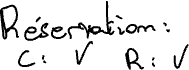 Réservation:
C: V R: V